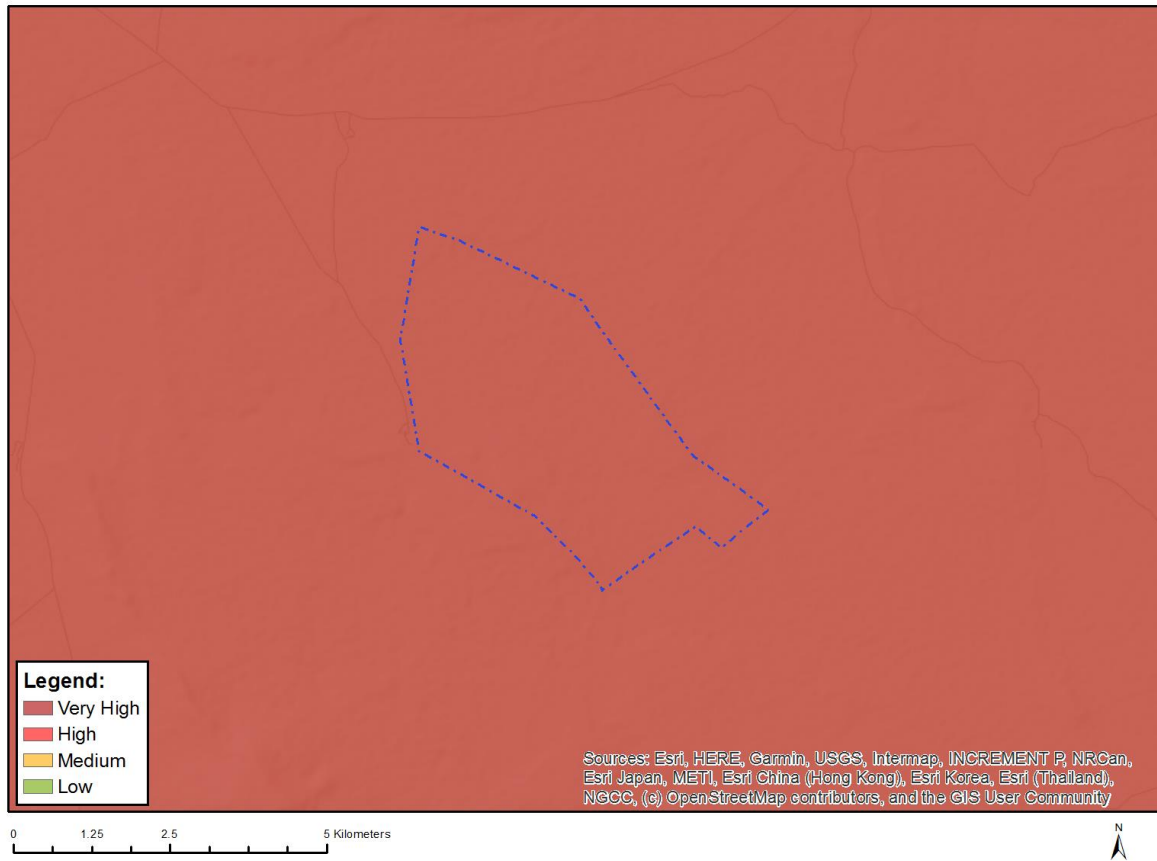 Legend:
Very High
High
Medium
Low
Sources: Esri, HERE, Garmin, USGS, Intermap, INCREMENT P, NRCan,
Esri Japan, METI, Esri China (Hong Kong), Esri Korea, Esri (Thailand),
NGCC, (c) OpenStreetMap contributors, and the GIS User Community
0 1.25 2.5 5 Kilometers
N